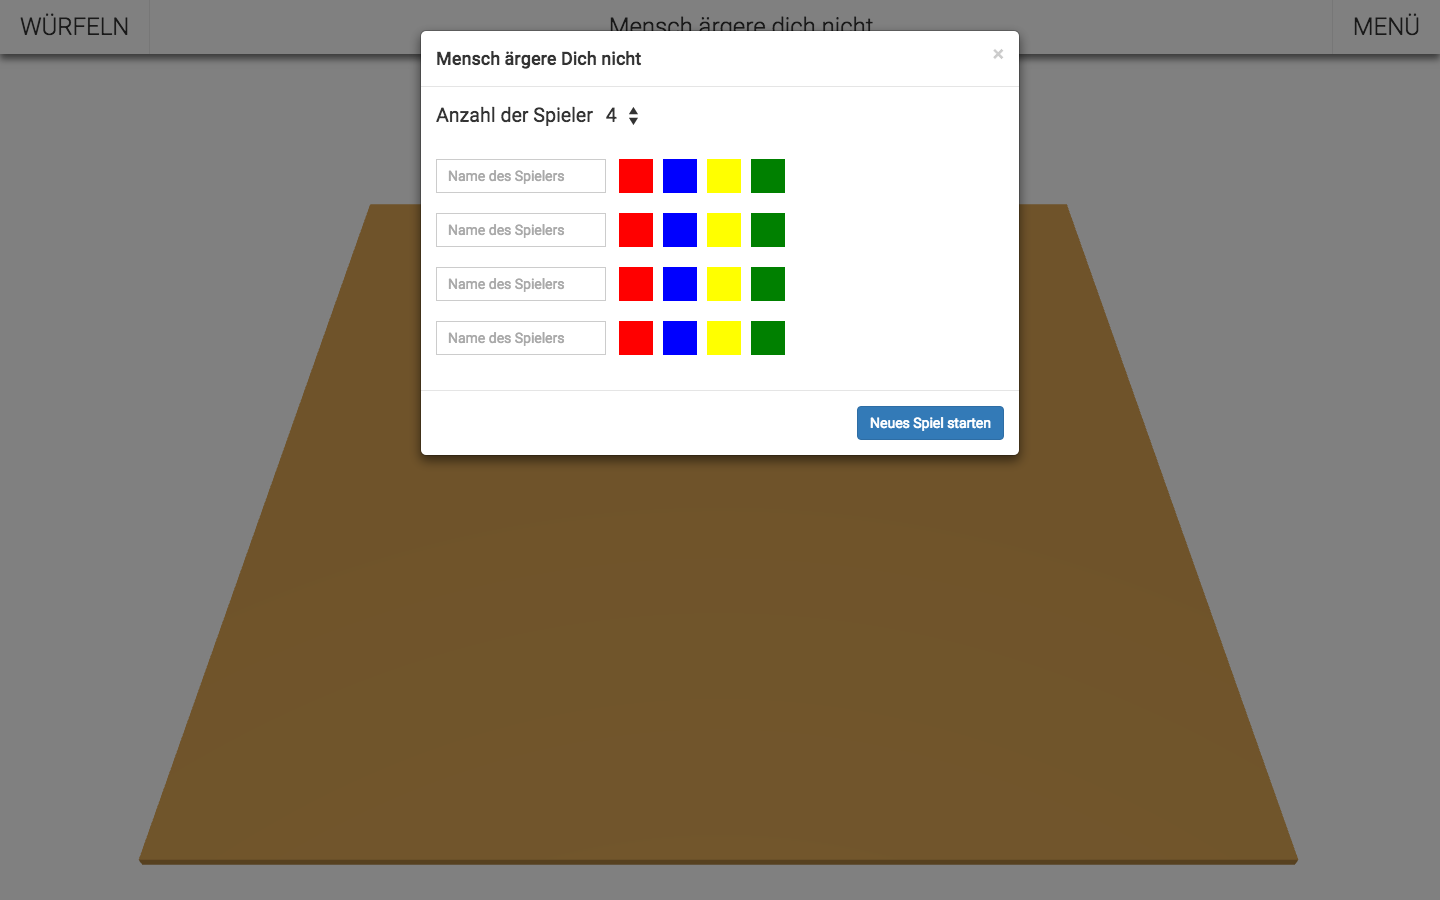 WÜRFELN
Mensch ärgere dich nicht
MENÜ
Mensch ärgere Dich nicht
×
Anzahl der Spieler 4
Name des Spielers
Name des Spielers
Name des Spielers
Name des Spielers
Neues Spiel starten